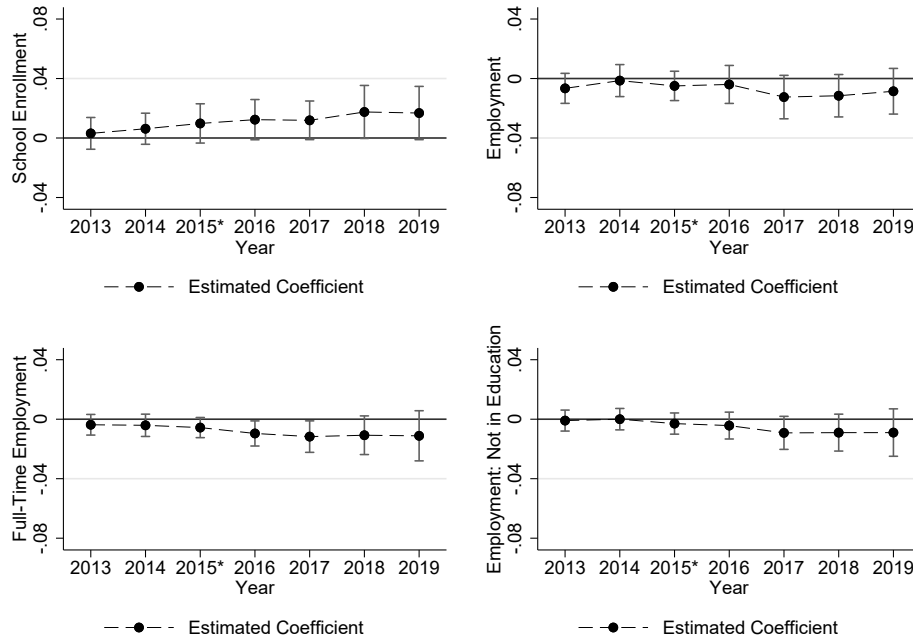 School Enrollment
.08
.04
0
-.04
2013 2014 2015* 2016 2017 2018 2019
Year
Estimated Coefficient
Employment
.04
0
-.04
-.08
2013 2014 2015* 2016 2017 2018 2019
Year
Estimated Coefficient
Full-Time Employment
.04
0
-.04
-.08
2013 2014 2015* 2016 2017 2018 2019
Year
Estimated Coefficient
Employment: Not in Education
.04
0
-.04
-.08
2013 2014 2015* 2016 2017 2018 2019
Year
Estimated Coefficient